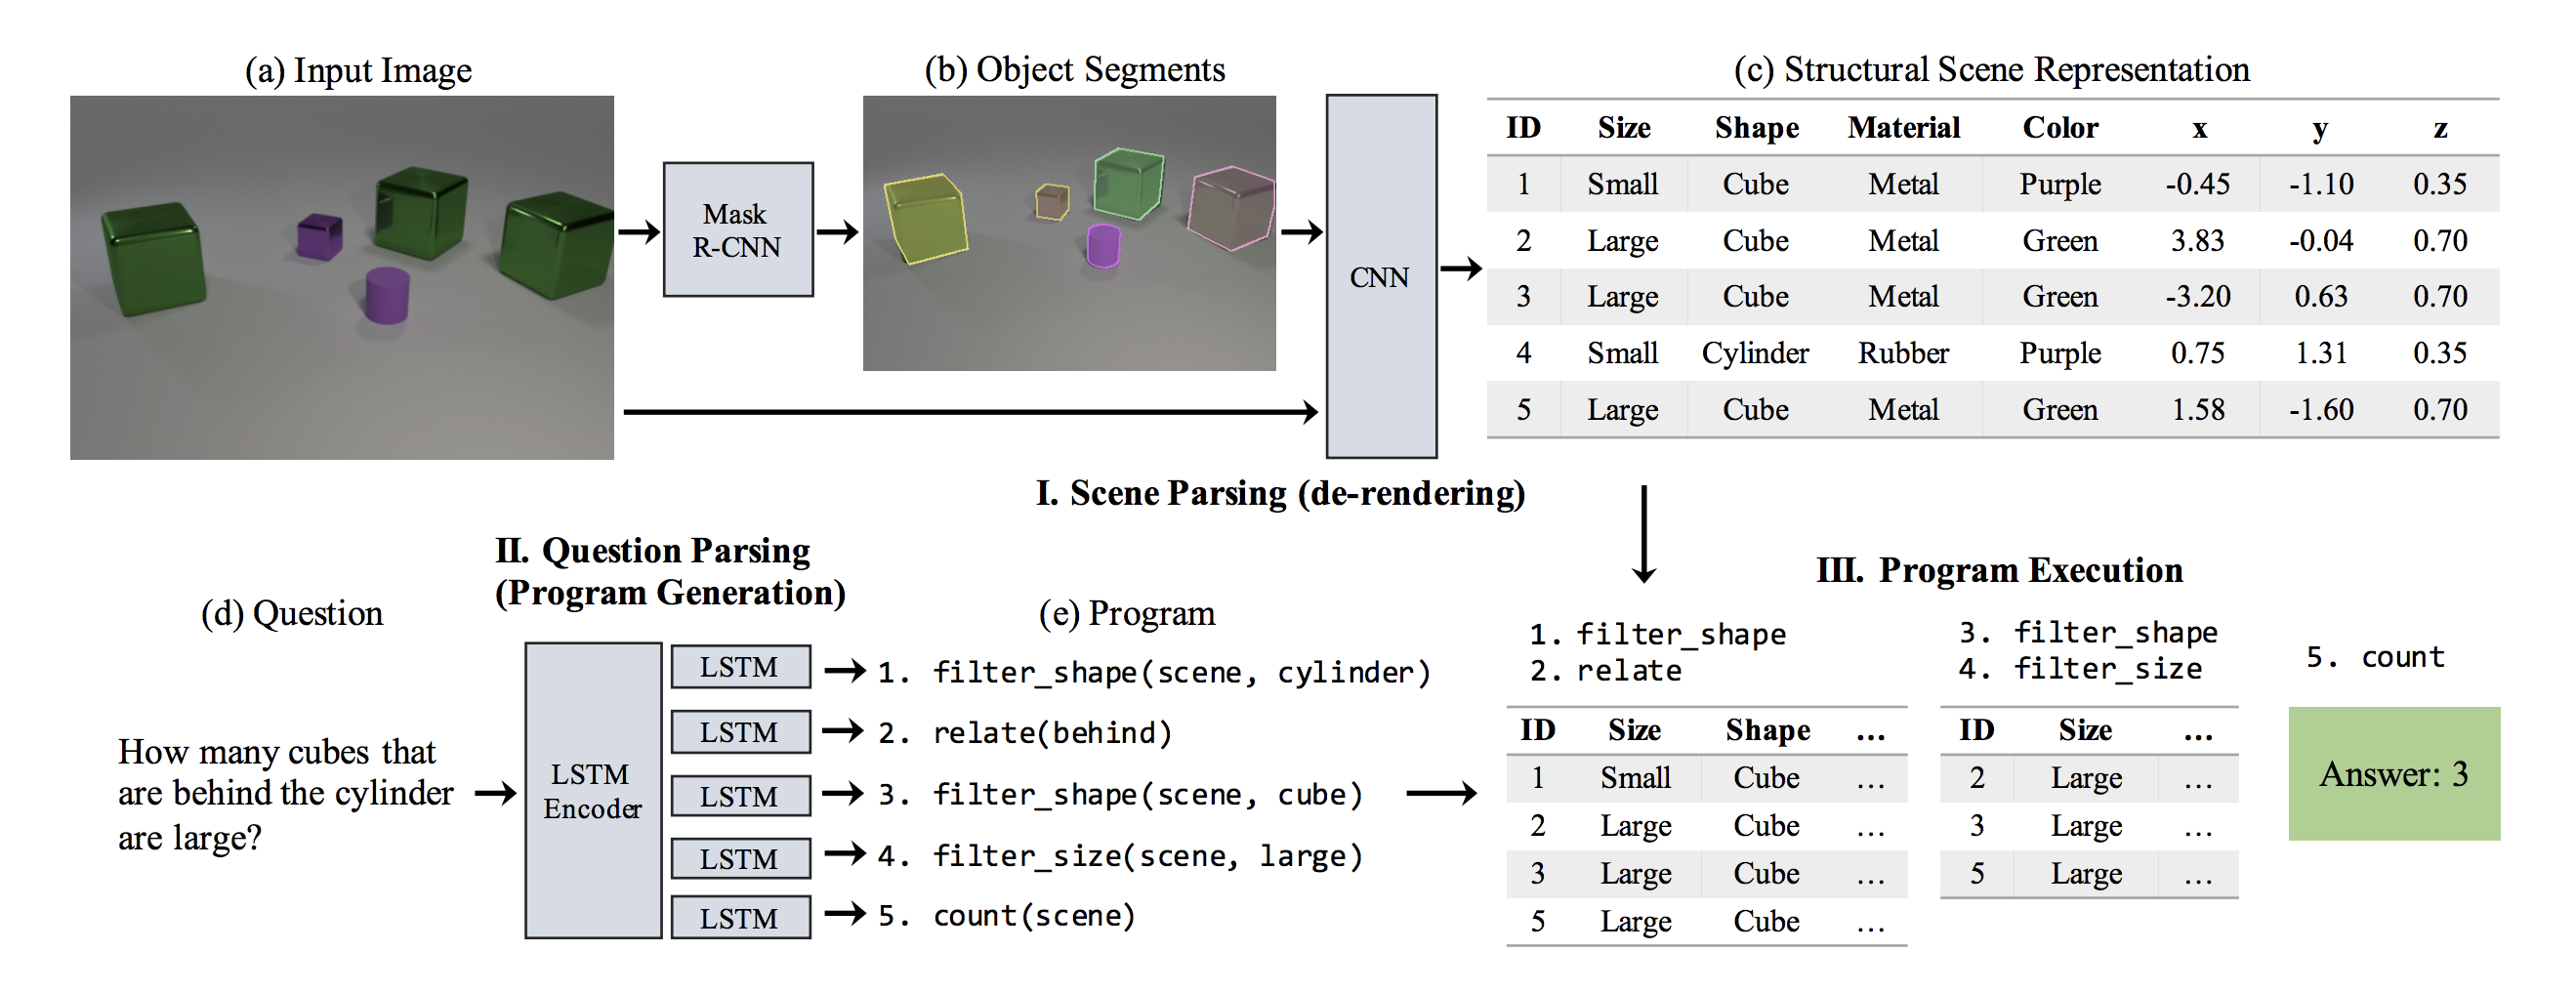 (a) Input Image
(b) Object Segments
(c) Structural Scene Representation
Mask
R-CNN
CNN
ID Size Shape Material Color x y z
1 Small Cube Metal Purple -0.45 -1.10 0.35
2 Large Cube Metal Green 3.83 -0.04 0.70
3 Large Cube Metal Green -3.20 0.63 0.70
4 Small Cylinder Rubber Purple 0.75 1.31 0.35
5 Large Cube Metal Green 1.58 -1.60 0.70
I. Scene Parsing (de-rendering)
II. Question Parsing
(Program Generation)
III. Program Execution
(d) Question
(e) Program
How many cubes that
are behind the cylinder
are large?
LSTM
Encoder
LSTM
LSTM
LSTM
LSTM
LSTM
1. filter_shape(scene, cylinder)
2. relate(behind)
3. filter_shape(scene, cube)
4. filter_size(scene, large)
5. count(scene)
1. filter_shape
2. relate
ID Size Shape ...
1 Small Cube ...
2 Large Cube ...
3 Large Cube ...
5 Large Cube ...
3. filter_shape
4. filter_size
ID Size ...
2 Large ...
3 Large ...
5 Large ...
5. count
Answer: 3